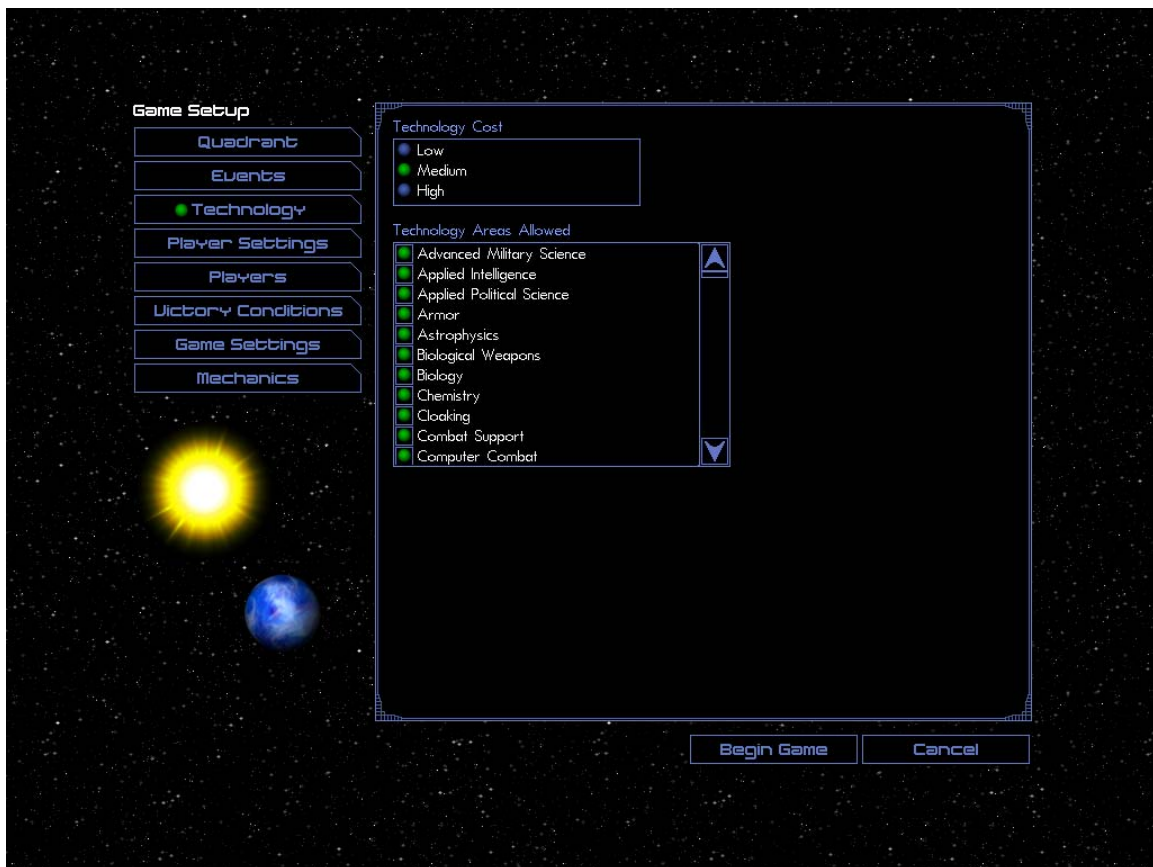 Game Setup
Quadrant
Events
Technology
Player Settings
Players
Victory Conditions
Game Settings
Mechanics
Technology Cost
Low
Medium
High
Technology Areas Allowed
Advanced Military Science
Applied Intelligence
Applied Political Science
Armor
Astrophysics
Biological Weapons
Biology
Chemistry
Cloaking
Combat Support
Computer Combat
Begin Game
Cancel